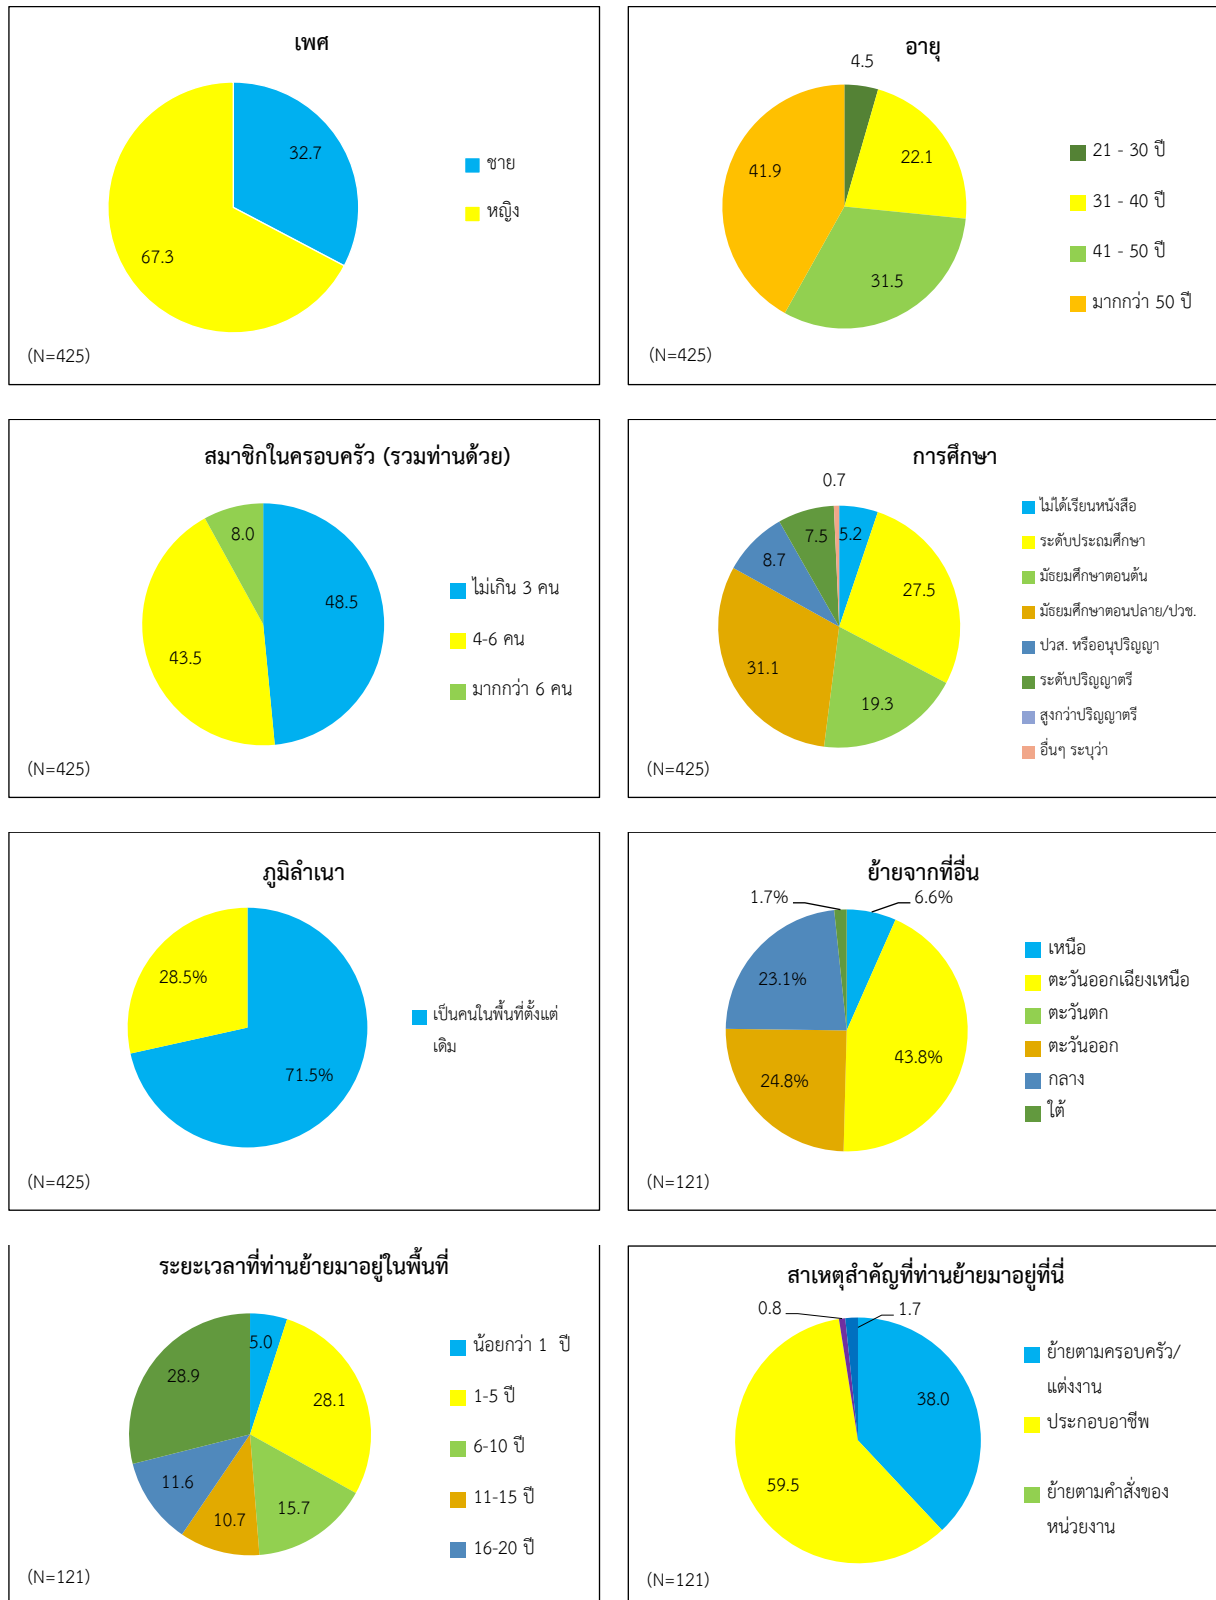 เพศ
32.7
67.3
ชาย
หญิง
(N=425)
อายุ
4.5
22.1
41.9
31.5
21 - 30 ปี
31 - 40 ปี
41 - 50 ปี
มากกว่า 50 ปี
(N=425)
สมาชิกในครอบครัว (รวมท่านด้วย)
8.0
48.5
43.5
ไม่เกิน 3 คน
4-6 คน
มากกว่า 6 คน
(N=425)
การศึกษา
0.7
7.5
5.2
8.7
27.5
31.1
19.3
ไม่ได้เรียนหนังสือ
ระดับประถมศึกษา
มัธยมศึกษาตอนต้น
มัธยมศึกษาตอนปลาย/ปวช.
ปวส. หรืออนุปริญญา
ระดับปริญญาตรี
สูงกว่าปริญญาตรี
อื่นๆ ระบุว่า
(N=425)
ภูมิลำเนา
28.5%
71.5%
เป็นคนในพื้นที่ตั้งแต่
เดิม
(N=425)
ย้ายจากที่อื่น
1.7%
6.6%
23.1%
43.8%
24.8%
เหนือ
ตะวันออกเฉียงเหนือ
ตะวันตก
ตะวันออก
กลาง
ใต้
(N=121)
ระยะเวลาที่ท่านย้ายมาอยู่ในพื้นที่
5.0
28.9
28.1
11.6
10.7
15.7
น้อยกว่า 1 ปี
1-5 ปี
6-10 ปี
11-15 ปี
16-20 ปี
(N=121)
สาเหตุสำคัญที่ท่านย้ายมาอยู่ที่นี่
0.8
1.7
38.0
59.5
ย้ายตามครอบครัว/
แต่งงาน
ประกอบอาชีพ
ย้ายตามคำสั่งของ
หน่วยงาน
(N=121)